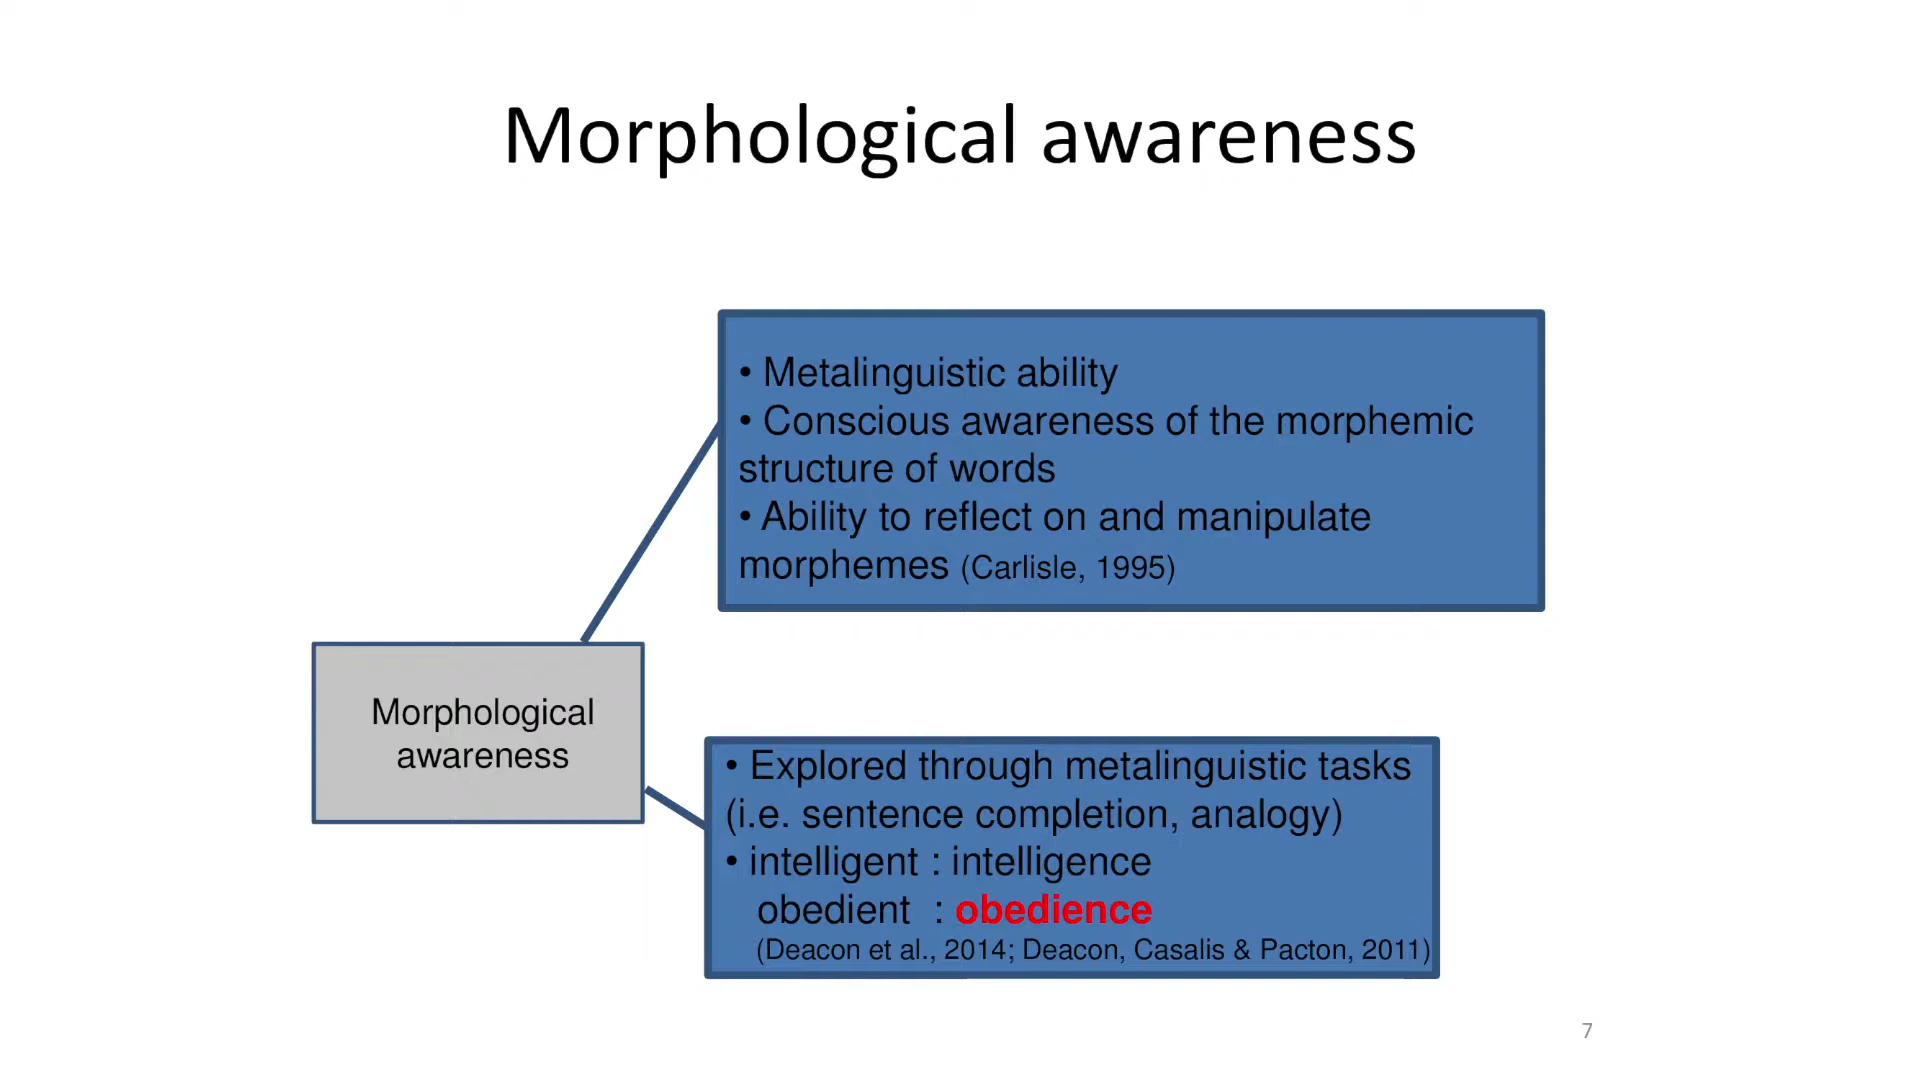 Morphological awareness
• Metalinguistic ability
• Conscious awareness of the morphemic
structure of words
• Ability to reflect on and manipulate
morphemes (Carlisle, 1995)
Morphological
awareness
• Explored through metalinguistic tasks
(i.e. sentence completion, analogy)
• intelligent : intelligence
obedient : obedience
(Deacon et al., 2014; Deacon, Casalis & Pacton, 2011)
7